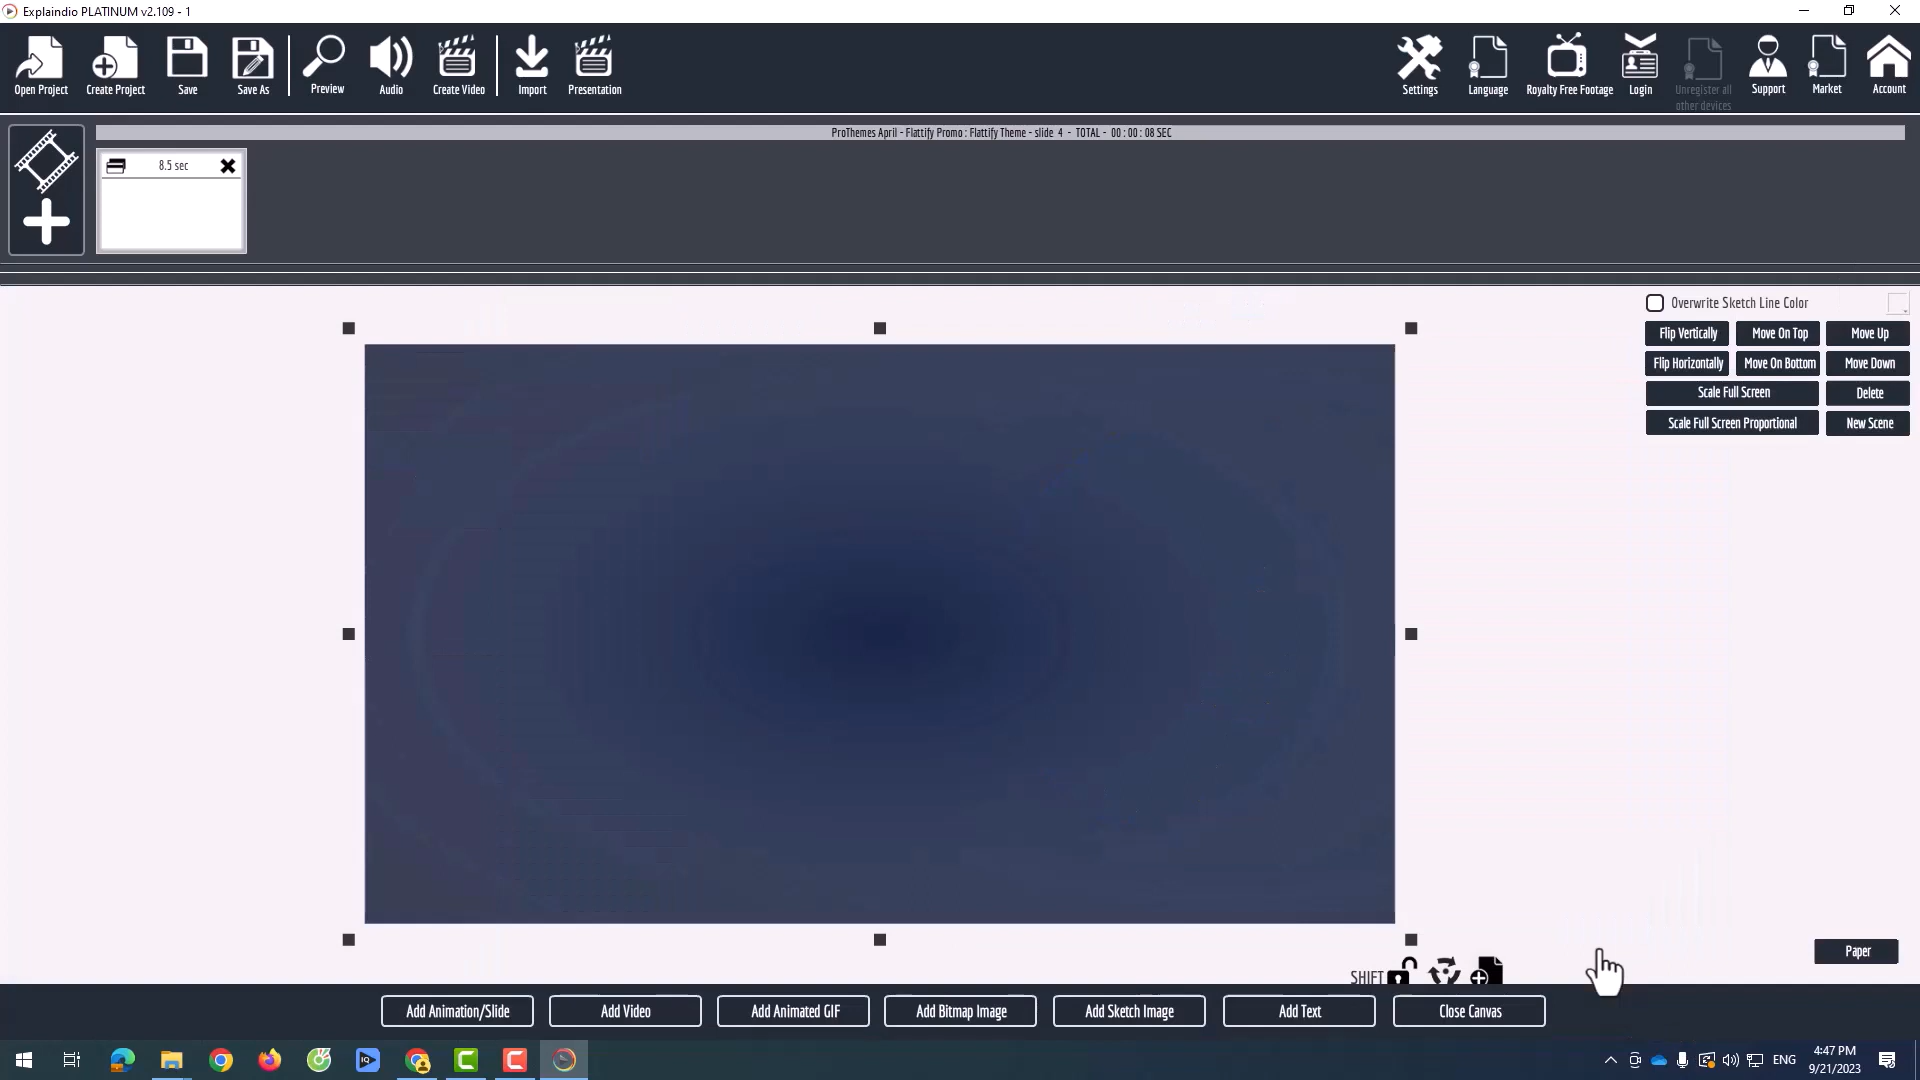 Explaindio PLATINUM v2.109 - 1
Open Project
Create Project
Save
Save As
Preview
Audio
Create Video
Import
Presentation
Settings
Language
Royalty Free Footage
Login
Unregister all
other devices
Support
Market
Account
ProThemes April - Flattify Promo : Flattify Theme - slide 4 - TOTAL - 00 : 00 : 08 SEC
8.5 sec
Overwrite Sketch Line Color
Flip Vertically
Move On Top
Move Up
Flip Horizontally
Move On Bottom
Move Down
Scale Full Screen
Delete
Scale Full Screen Proportional
New Scene
Paper
SHIFT
Add Animation/Slide
Add Video
Add Animated GIF
Add Bitmap Image
Add Sketch Image
Add Text
Close Canvas
IQ
ENG
4:47 PM
9/21/2023